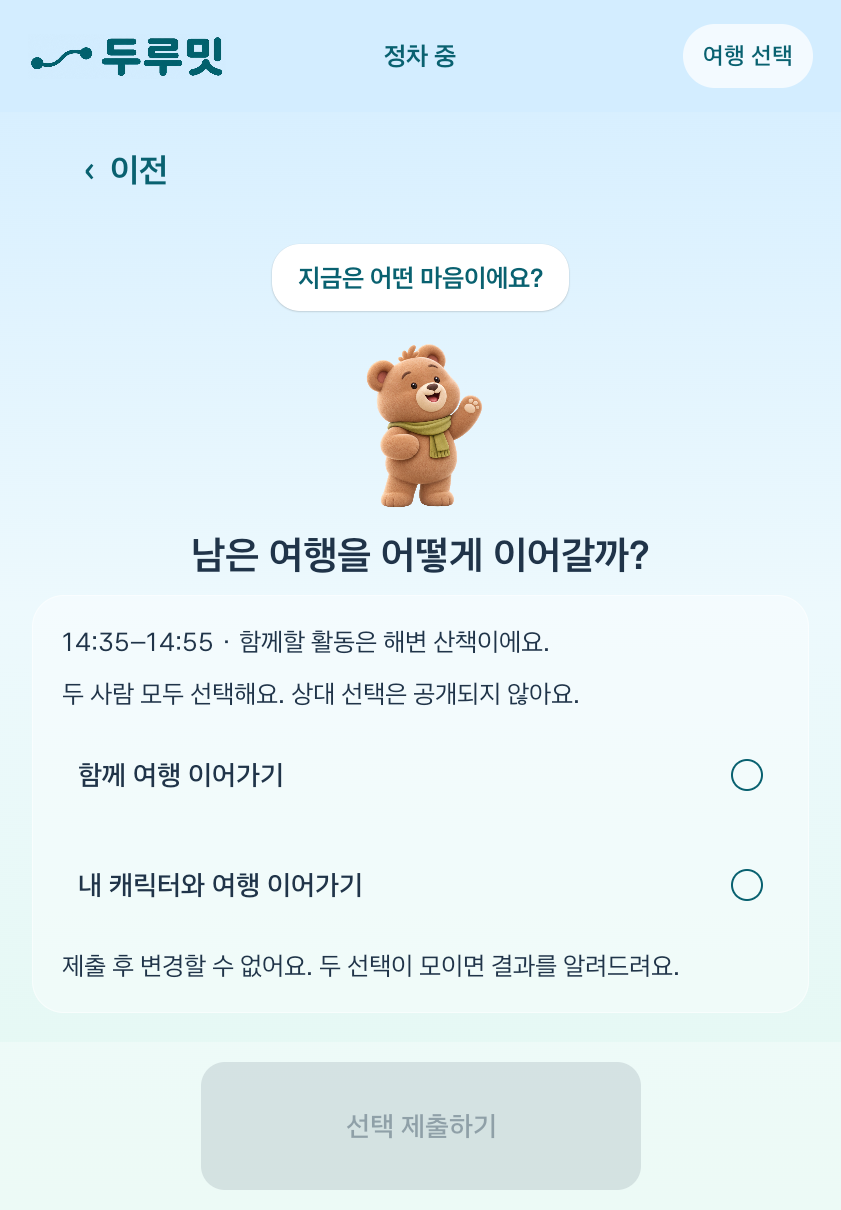 두루밋
정차 중
여행 선택
‹ 이전
지금은 어떤 마음이에요?
남은 여행을 어떻게 이어갈까?
14:35–14:55 · 함께할 활동은 해변 산책이에요.
두 사람 모두 선택해요. 상대 선택은 공개되지 않아요.
함께 여행 이어가기
내 캐릭터와 여행 이어가기
제출 후 변경할 수 없어요. 두 선택이 모이면 결과를 알려드려요.
선택 제출하기